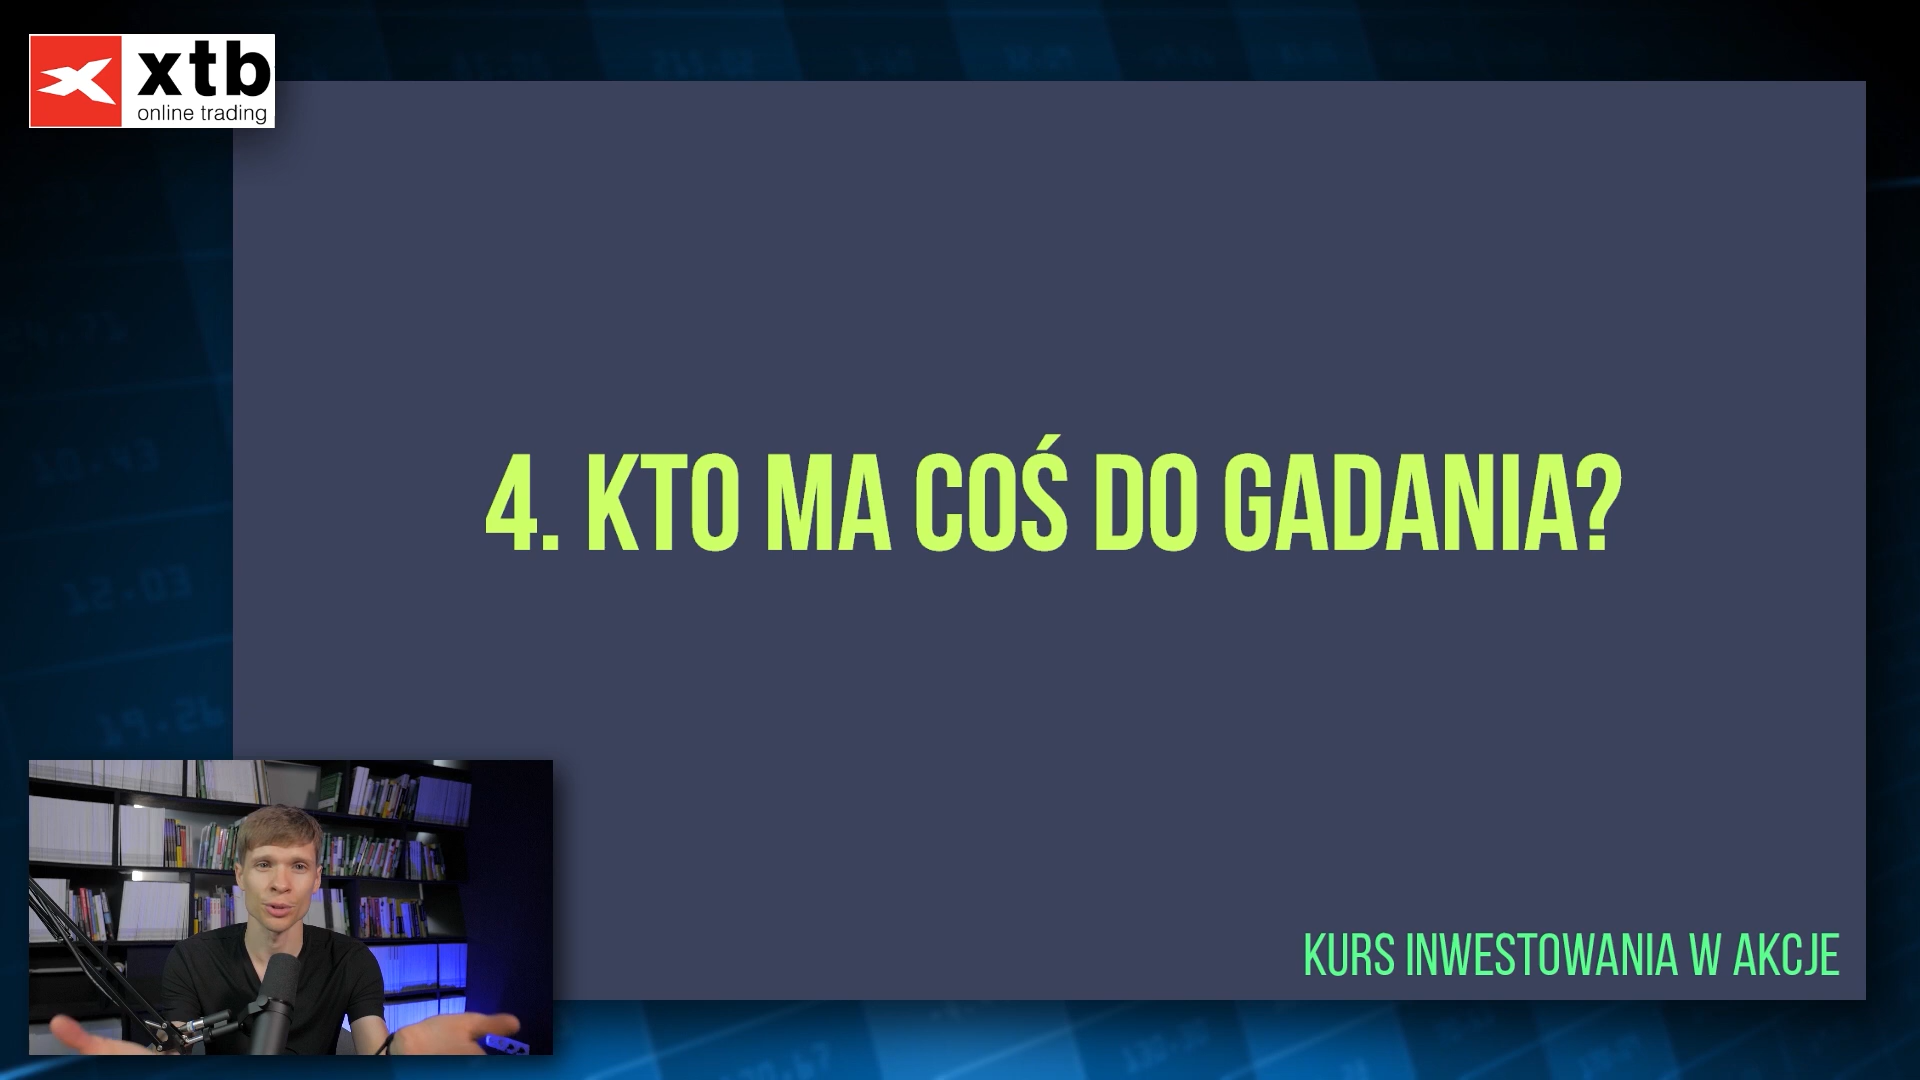 xtb
online trading
4. KTO MA COŚ DO GADANIA?
KURS INWESTOWANIA W AKCJE